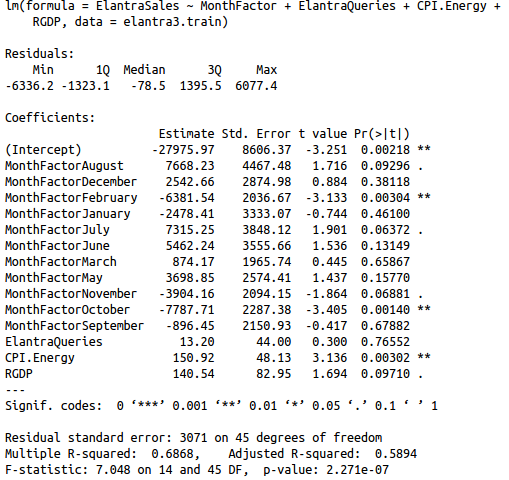 lm(formula = ElantraSales ~ MonthFactor + ElantraQueries + CPI.Energy +
    RGDP, data = elantra3.train)

Residuals:
    Min      1Q  Median      3Q     Max
-6336.2 -1323.1   -78.5  1395.5  6077.4

Coefficients:
                      Estimate Std. Error t value Pr(>|t|)
(Intercept)          -27975.97    8606.37  -3.251  0.00218 **
MonthFactorAugust      7668.23    4467.48   1.716  0.09296 .
MonthFactorDecember    2542.66    2874.98   0.884  0.38118
MonthFactorFebruary   -6381.54    2036.67  -3.133  0.00304 **
MonthFactorJanuary    -2478.41    3333.07  -0.744  0.46100
MonthFactorJuly        7315.25    3848.12   1.901  0.06372 .
MonthFactorJune        5462.24    3555.66   1.536  0.13149
MonthFactorMarch        874.17    1965.74   0.445  0.65867
MonthFactorMay         3698.85    2574.41   1.437  0.15770
MonthFactorNovember   -3904.16    2094.15  -1.864  0.06881 .
MonthFactorOctober    -7787.71    2287.38  -3.405  0.00140 **
MonthFactorSeptember   -896.45    2150.93  -0.417  0.67882
ElantraQueries           13.20      44.00   0.300  0.76552
CPI.Energy              150.92      48.13   3.136  0.00302 **
RGDP                    140.54      82.95   1.694  0.09710 .
---
Signif. codes:  0 ‘***’ 0.001 ‘**’ 0.01 ‘*’ 0.05 ‘.’ 0.1 ‘ ’ 1

Residual standard error: 3071 on 45 degrees of freedom
Multiple R-squared:  0.6868,    Adjusted R-squared:  0.5894
F-statistic: 7.048 on 14 and 45 DF,  p-value: 2.271e-07